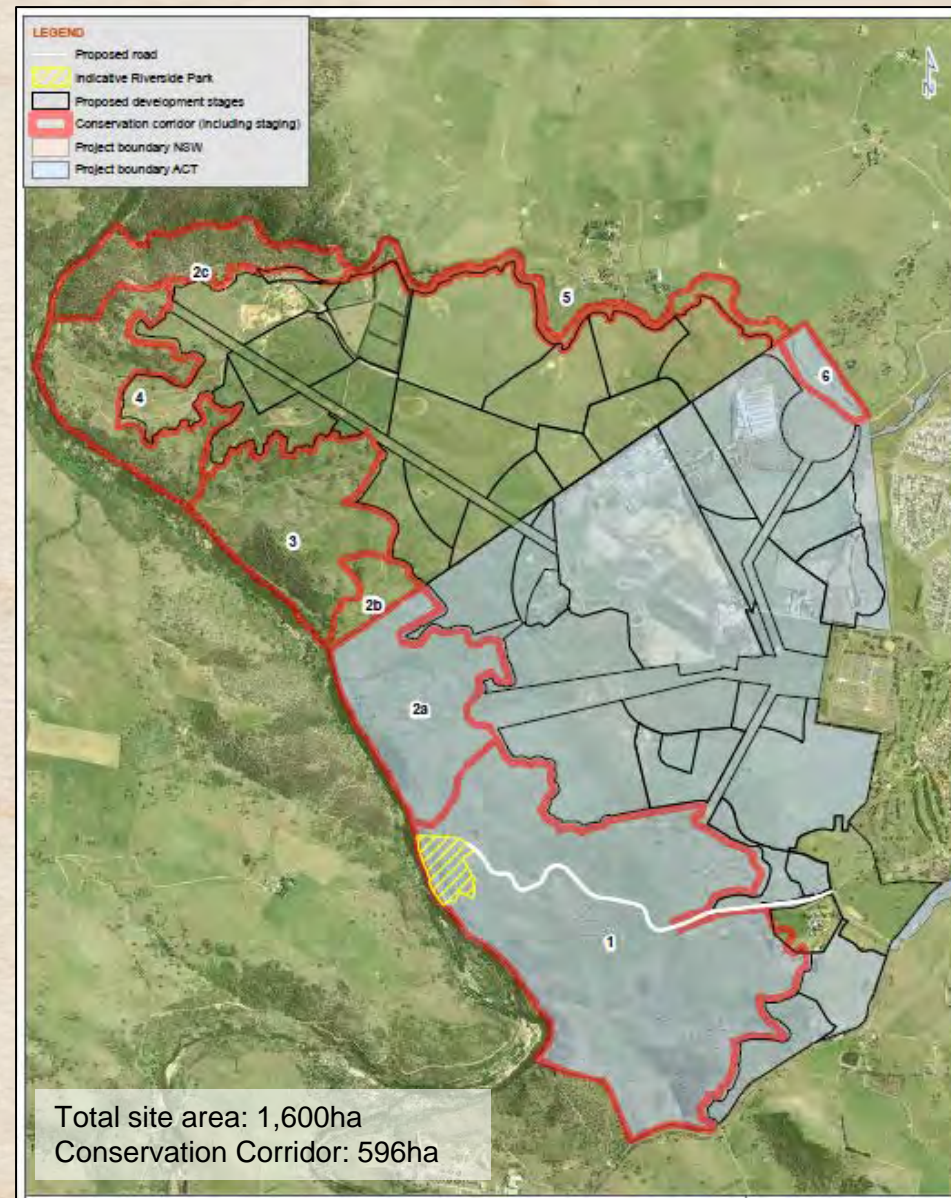 LEGEND
Proposed road
Indicative Riverside Park
Proposed development stages
Conservation corridor (including staging)
Project boundary NSW
Project boundary ACT
N
2c
5
6
4
3
2b
2a
1
Total site area: 1,600ha
Conservation Corridor: 596ha